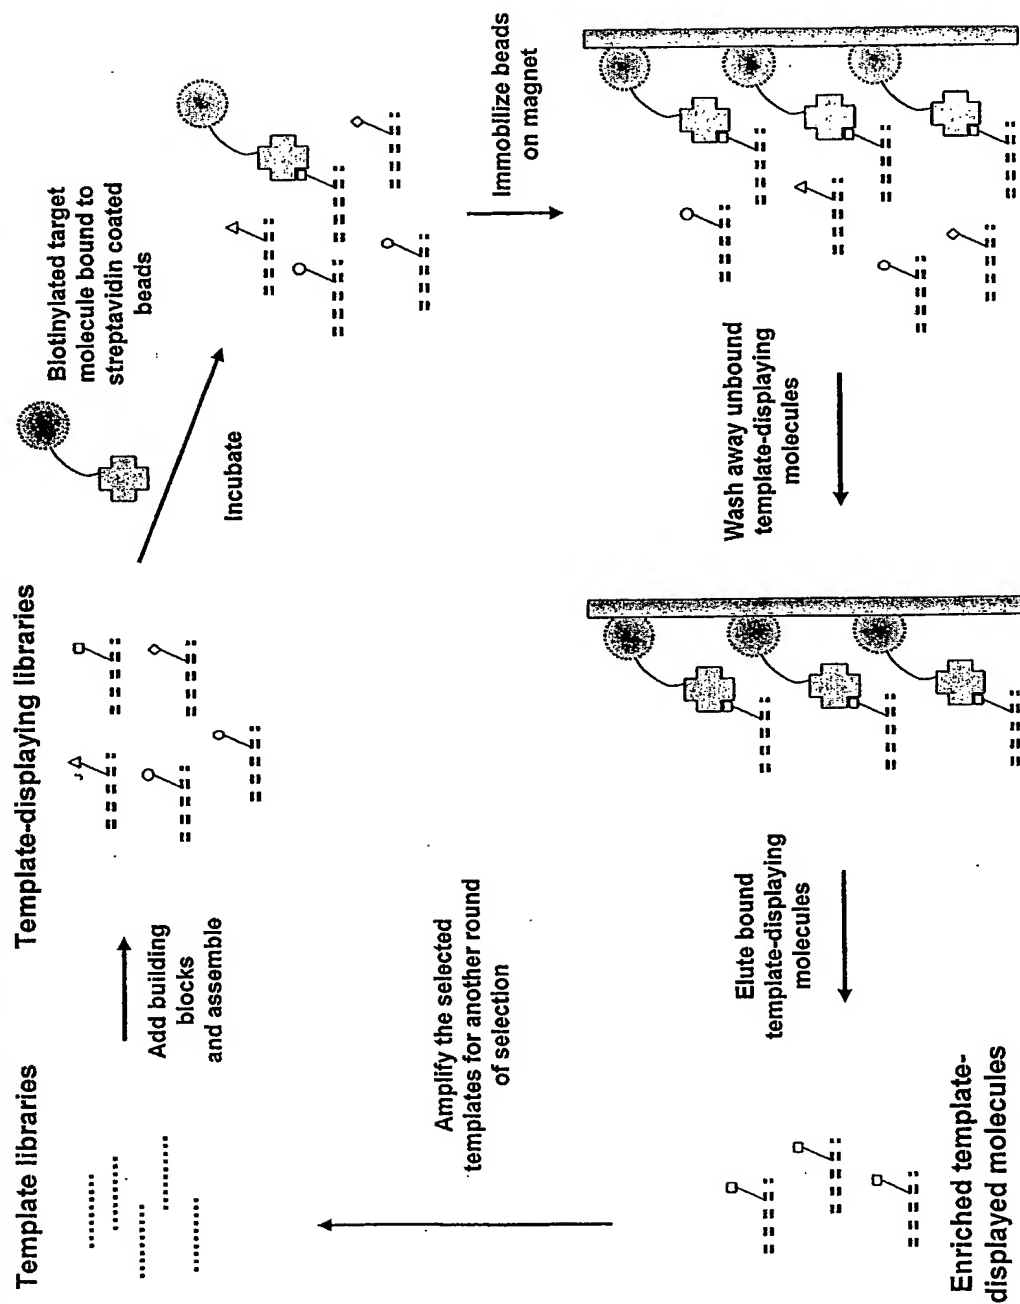 Template libraries
Add building
blocks
and assemble
Template-displaying libraries
Biotinylated target
molecule bound to
streptavidin coated
beads
Incubate
Immobilize beads
on magnet
Wash away unbound
template-displaying
molecules
Elute bound
template-displaying
molecules
Enriched template-
displayed molecules
Amplify the selected
templates for another round
of selection